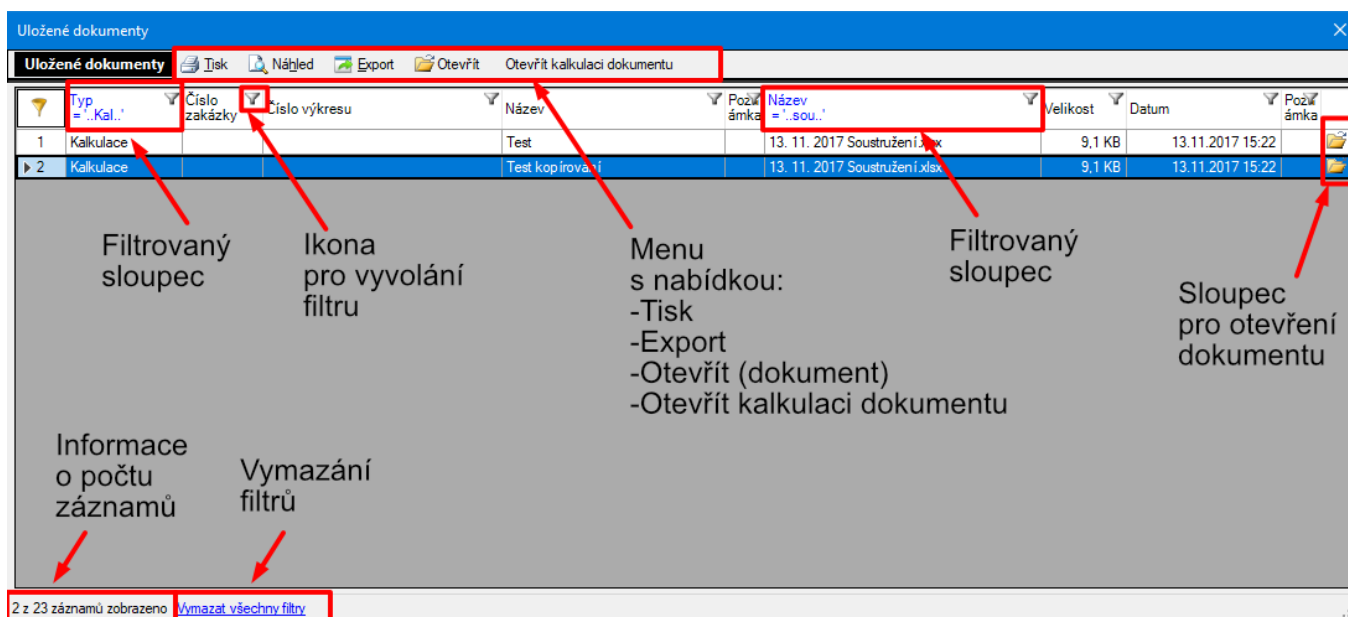 Uložené dokumenty
Uložené dokumenty Tisk Náhled Export Otevřít Otevřít kalkulaci dokumentu
Typ Číslo Název Poz Název Poz
= '..Kal..' zakázky Číslo výkresu ámka = '..sou..' Velikost Datum ámka
1 Kalkulace Test 13. 11. 2017 Soustružení.xlsx 9,1 KB 13.11.2017 15:22
2 Kalkulace Test kopírování 13. 11. 2017 Soustružení.xlsx 9,1 KB 13.11.2017 15:22
Filtrovaný
sloupec
Ikona
pro vyvolání
filtru
Menu
s nabídkou:
-Tisk
-Export
-Otevřít (dokument)
-Otevřít kalkulaci dokumentu
Filtrovaný
sloupec
Sloupec
pro otevření
dokumentu
Informace
o počtu
záznamů
Vymazání
filtrů
2 z 23 záznamů zobrazeno Vymazat všechny filtry